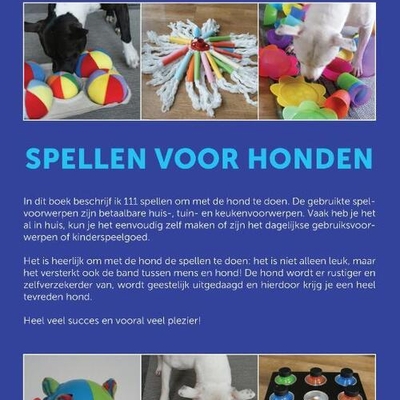 SPELLEN VOOR HONDEN
In dit boek beschrijf ik 111 spellen om met de hond te doen. De gebruikte spel-
voorwerpen zijn betaalbare huis-, tuin- en keukenvoorwerpen. Vaak heb je het
al in huis, kun je het eenvoudig zelf maken of zijn het dagelijkse gebruiksvoor-
werpen of kinderspeelgoed.
Het is heerlijk om met de hond de spellen te doen: het is niet alleen leuk, maar
het versterkt ook de band tussen mens en hond! De hond wordt er rustiger en
zelfverzekerder van, wordt geestelijk uitgedaagd en hierdoor krijg je een heel
tevreden hond.
Heel veel succes en vooral veel plezier!